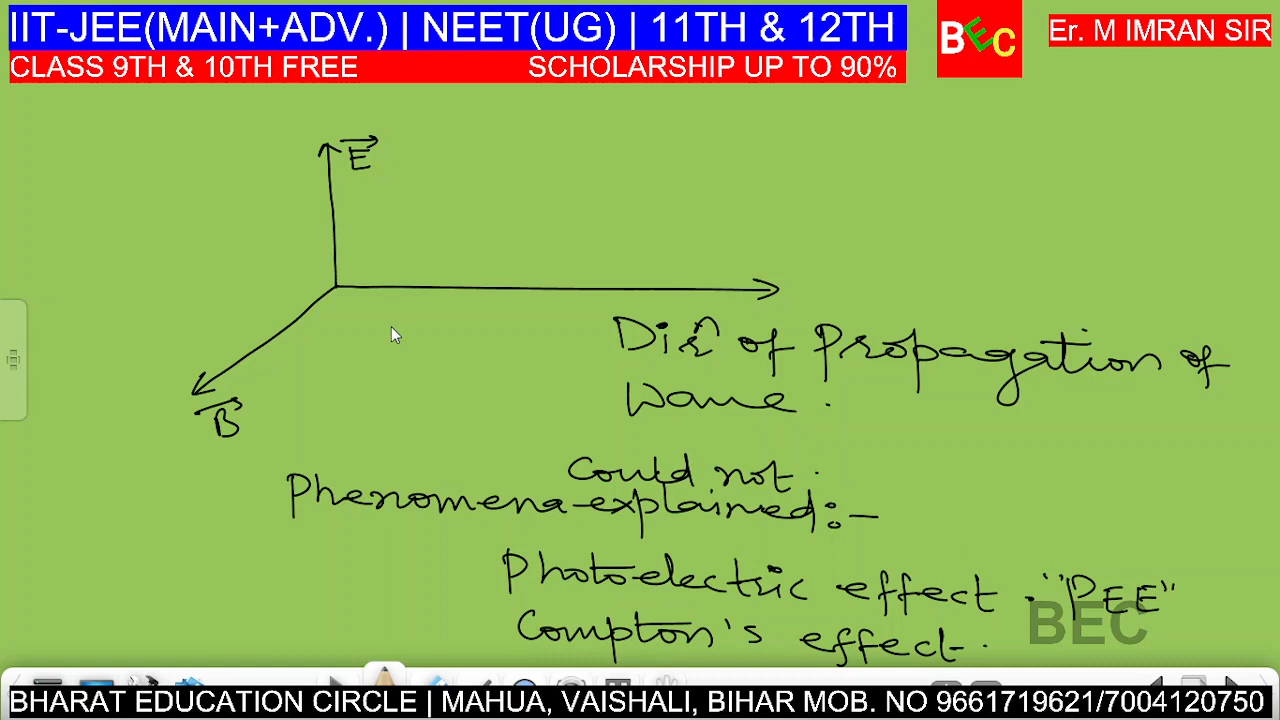 IIT-JEE(MAIN+ADV.) | NEET(UG) | 11TH & 12TH
BEC
Er. M IMRAN SIR
CLASS 9TH & 10TH FREE
SCHOLARSHIP UP TO 90%
E
B
Dirⁿ of Propagation of
Wave .
Could not .
Phenomena-explained:-
Photoelectric effect . "PEE"
Compton's effect .
BEC
BHARAT EDUCATION CIRCLE | MAHUA, VAISHALI, BIHAR MOB. NO 9661719621/7004120750